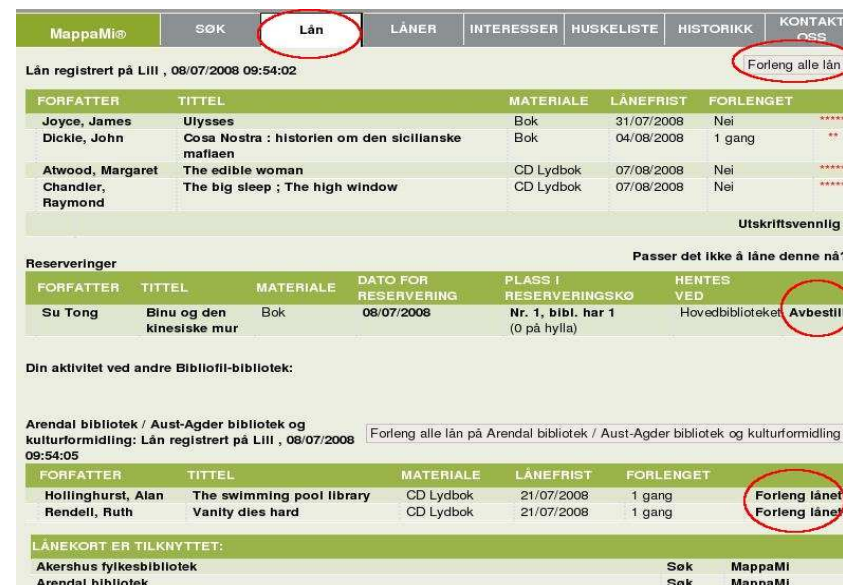 MappaMi® SØK Lån LÅNER INTERESSER HUSKELISTE HISTORIKK KONTAKT OSS
Lån registrert på Lill , 08/07/2008 09:54:02 Forleng alle lån
FORFATTER TITTEL MATERIALE LÅNEFRIST FORLENGET
Joyce, James Ulysses Bok 31/07/2008 Nei *****
Dickie, John Cosa Nostra : historien om den sicilianske Bok 04/08/2008 1 gang **
mafiaen
Atwood, Margaret The edible woman CD Lydbok 07/08/2008 Nei *****
Chandler, The big sleep ; The high window CD Lydbok 07/08/2008 Nei *****
Raymond
Utskriftsvennlig
Reserveringer Passer det ikke å låne denne nå?
FORFATTER TITTEL MATERIALE DATO FOR RESERVERING PLASS I RESERVERINGSKØ HENTES VED
Su Tong Binu og den Bok 08/07/2008 Nr. 1, bibl. har 1 Hovedbiblioteket Avbestill
kinesiske mur (0 på hylla)
Din aktivitet ved andre Bibliofil-bibliotek:
Arendal bibliotek / Aust-Agder bibliotek og
kulturformidling: Lån registrert på Lill , 08/07/2008 Forleng alle lån på Arendal bibliotek / Aust-Agder bibliotek og kulturformidling
09:54:05
FORFATTER TITTEL MATERIALE LÅNEFRIST FORLENGET
Hollinghurst, Alan The swimming pool library CD Lydbok 21/07/2008 1 gang Forleng lånet
Rendell, Ruth Vanity dies hard CD Lydbok 21/07/2008 1 gang Forleng lånet
LÅNEKORT ER TILKNYTTET:
Akershus fylkesbibliotek Søk MappaMi
Arendal bibliotek Søk MappaMi